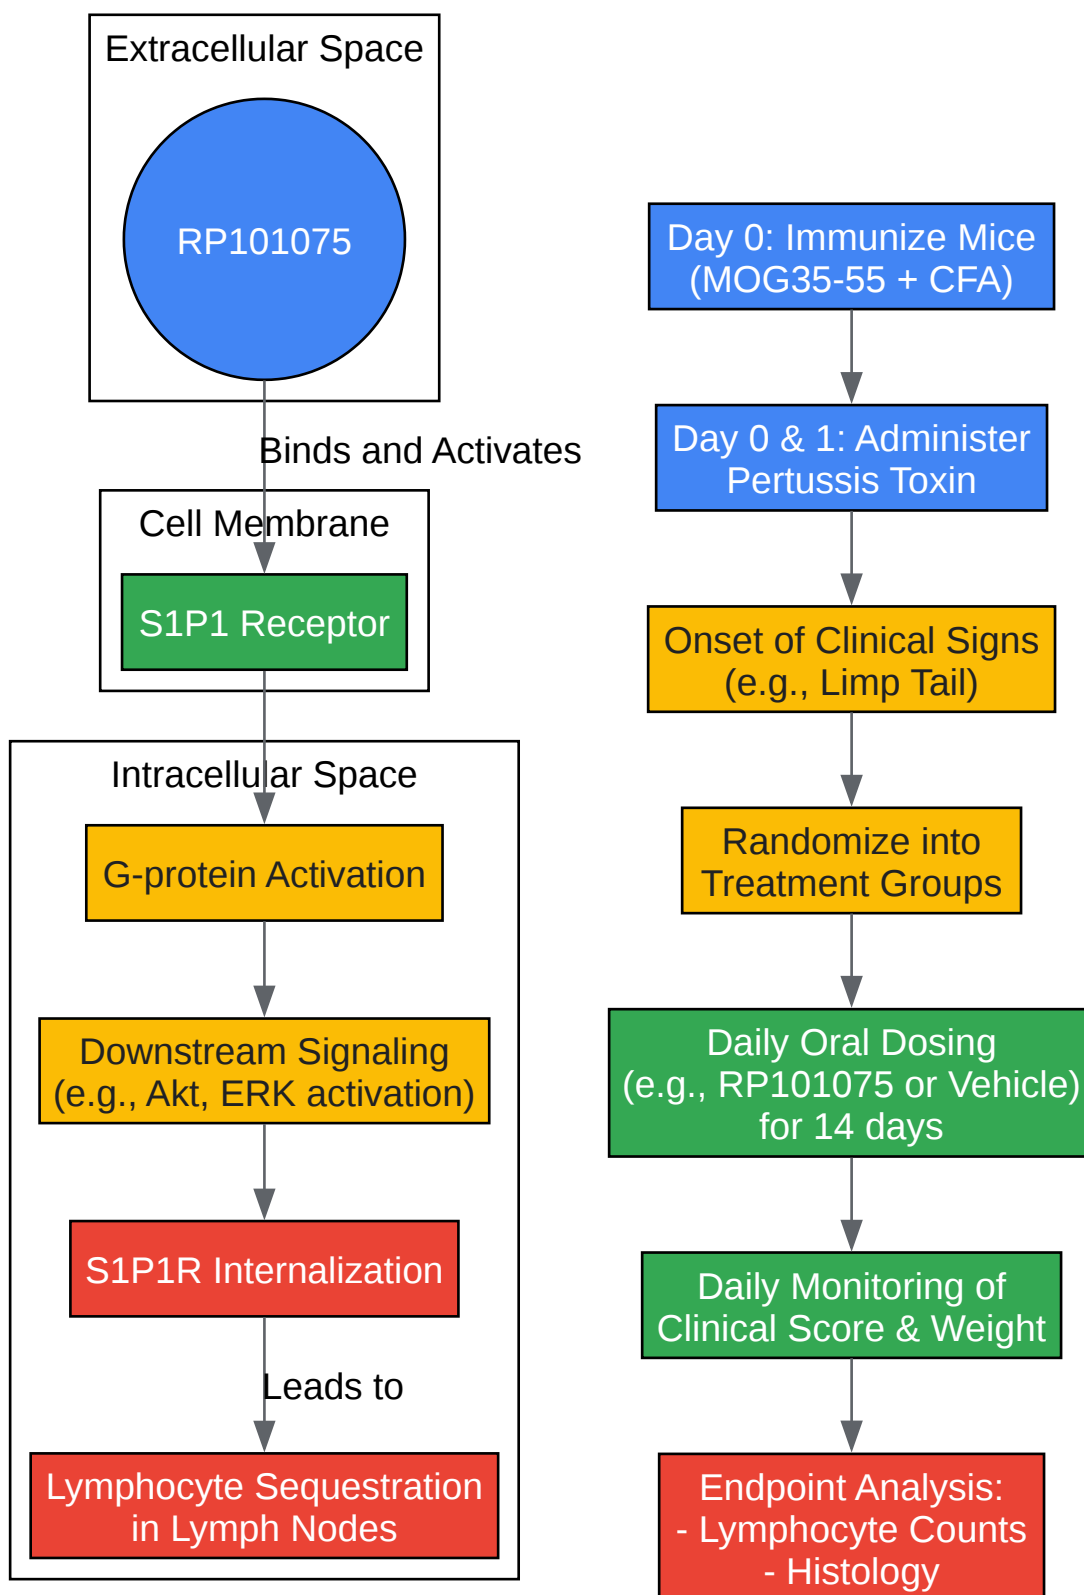 Extracellular Space
RP101075
Binds and Activates
Cell Membrane
S1P1 Receptor
Intracellular Space
G-protein Activation
Downstream Signaling
(e.g., Akt, ERK activation)
S1P1R Internalization
Leads to
Lymphocyte Sequestration
in Lymph Nodes
Day 0: Immunize Mice
(MOG35-55 + CFA)
Day 0 & 1: Administer
Pertussis Toxin
Onset of Clinical Signs
(e.g., Limp Tail)
Randomize into
Treatment Groups
Daily Oral Dosing
(e.g., RP101075 or Vehicle)
for 14 days
Daily Monitoring of
Clinical Score & Weight
Endpoint Analysis:
- Lymphocyte Counts
- Histology